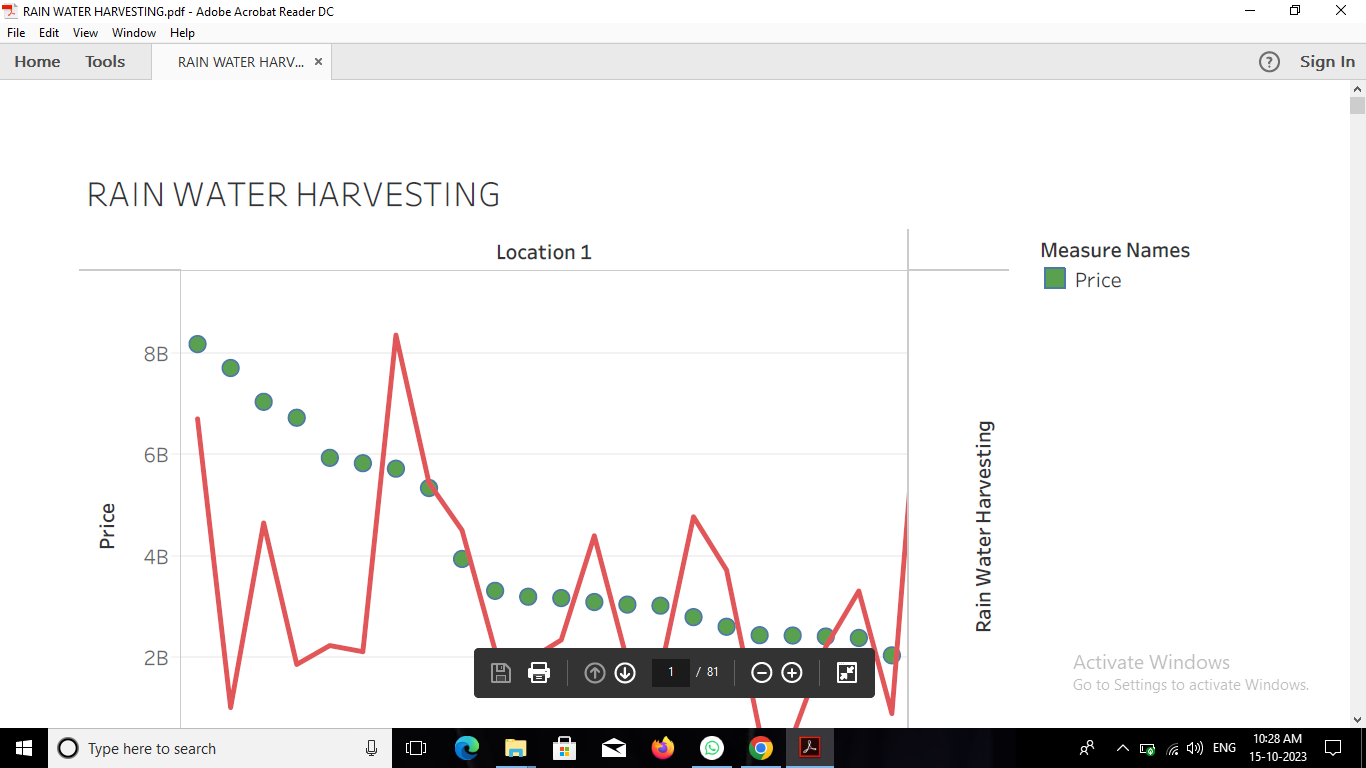 RAIN WATER HARVESTING.pdf - Adobe Acrobat Reader DC
File Edit View Window Help
Home Tools RAIN WATER HARV... × ? Sign In
RAIN WATER HARVESTING
Location 1
Measure Names
Price
8B
6B
4B
2B
Price
Rain Water Harvesting
1 / 81
Activate Windows
Go to Settings to activate Windows.
Type here to search
ENG
10:28 AM
15-10-2023